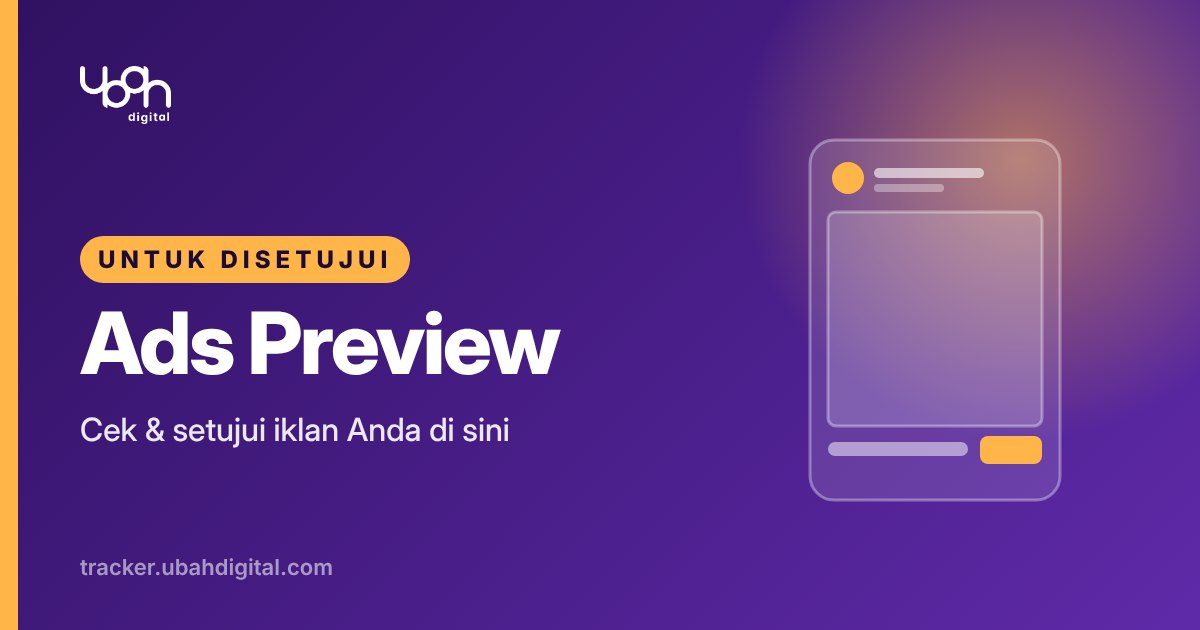 ubah
digital
UNTUK DISETUJUI
Ads Preview
Cek & setujui iklan Anda di sini
tracker.ubahdigital.com